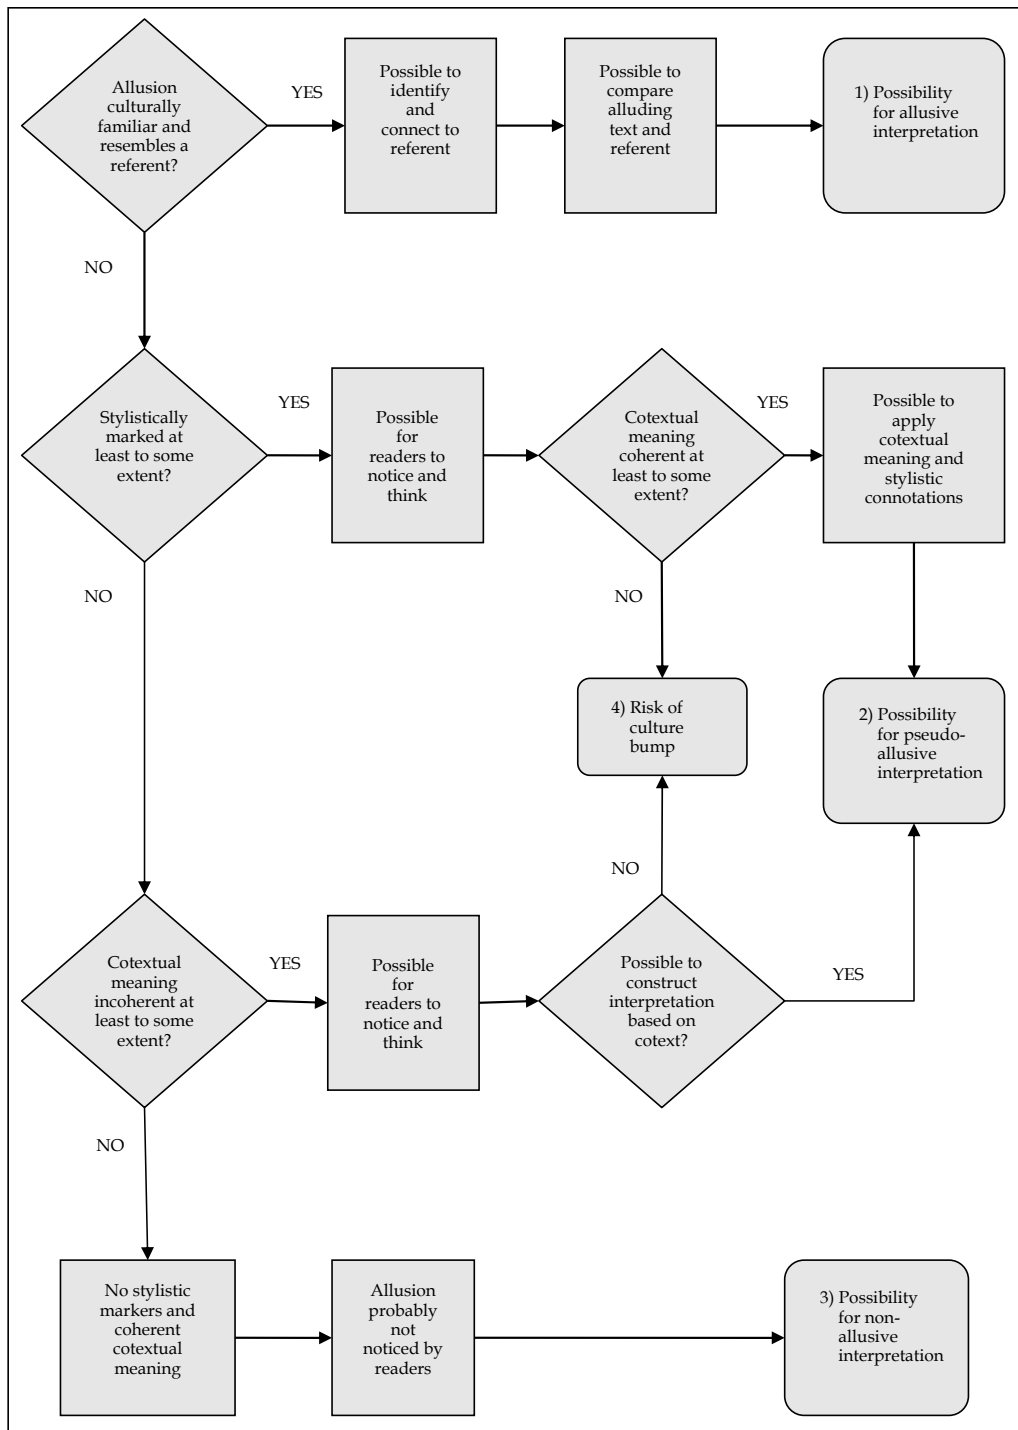 Allusion
culturally
familiar and
resembles a
referent?
YES
Possible to
identify
and
connect to
referent
Possible to
compare
alluding
text and
referent
1) Possibility
for allusive
interpretation
NO
Stylistically
marked at
least to some
extent?
YES
Possible
for
readers to
notice and
think
Cotextual
meaning
coherent at
least to some
extent?
YES
Possible to
apply
cotextual
meaning and
stylistic
connotations
NO
NO
4) Risk of
culture
bump
2) Possibility
for pseudo-
allusive
interpretation
NO
Cotextual
meaning
incoherent at
least to some
extent?
YES
Possible
for
readers to
notice and
think
Possible to
construct
interpretation
based on
cotext?
YES
NO
No stylistic
markers and
coherent
cotextual
meaning
Allusion
probably
not
noticed by
readers
3) Possibility
for non-
allusive
interpretation